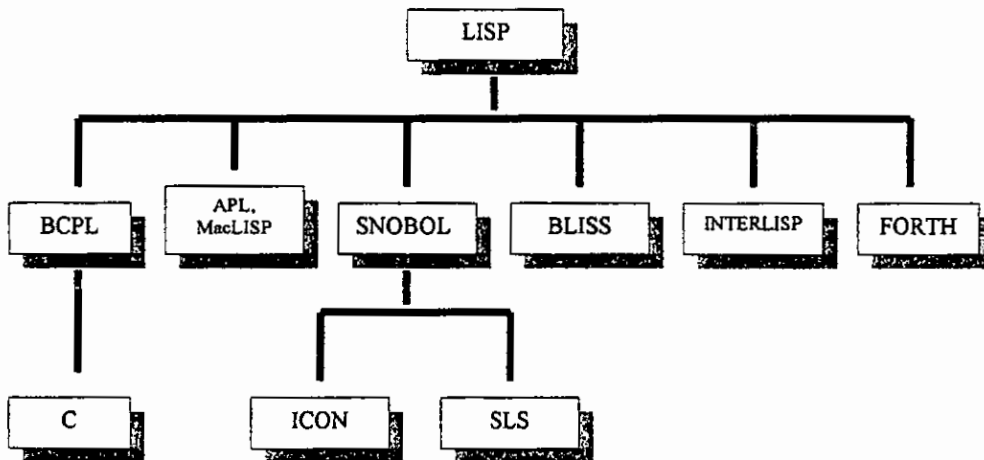 LISP
BCPL
APL,
MacLISP
SNOBOL
BLISS
INTERLISP
FORTH
C
ICON
SLS